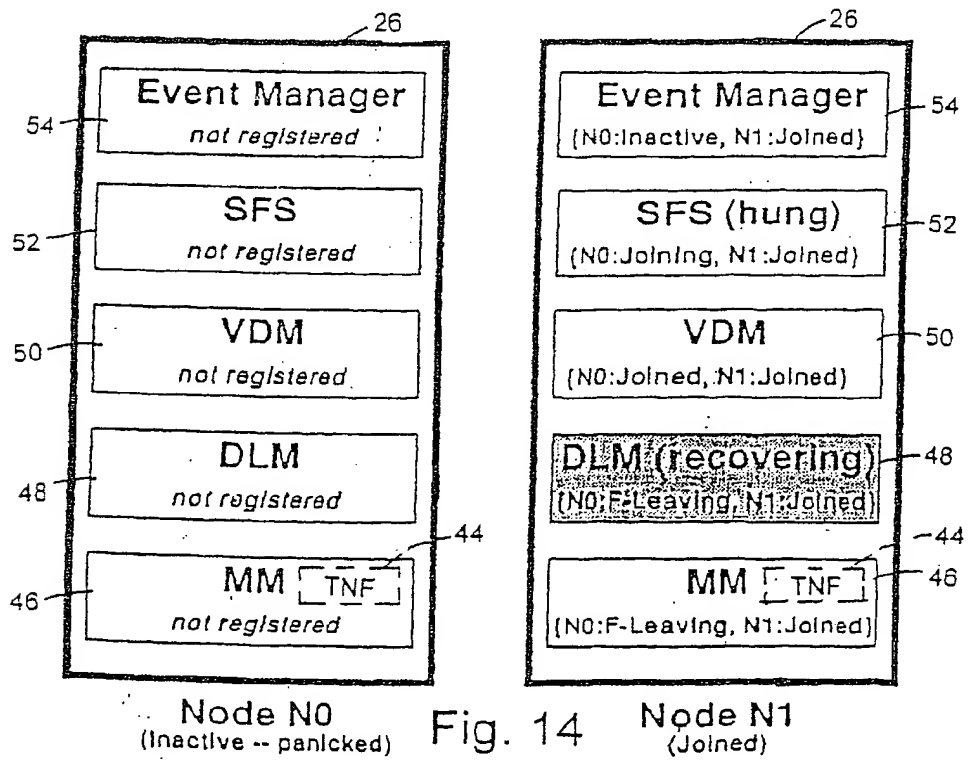 26
Event Manager
not registered
54
SFS
not registered
52
VDM
not registered
50
DLM
not registered
48
44
MM TNF
not registered
46
Node N0
(Inactive -- panicked)
26
Event Manager
{N0:Inactive, N1:Joined}
54
SFS (hung)
{N0:Joining, N1:Joined}
52
VDM
{N0:Joined, N1:Joined}
50
DLM (recovering)
{N0:F-Leaving, N1:Joined}
48
44
MM TNF
{N0:F-Leaving, N1:Joined}
46
Node N1
(Joined)
Fig. 14